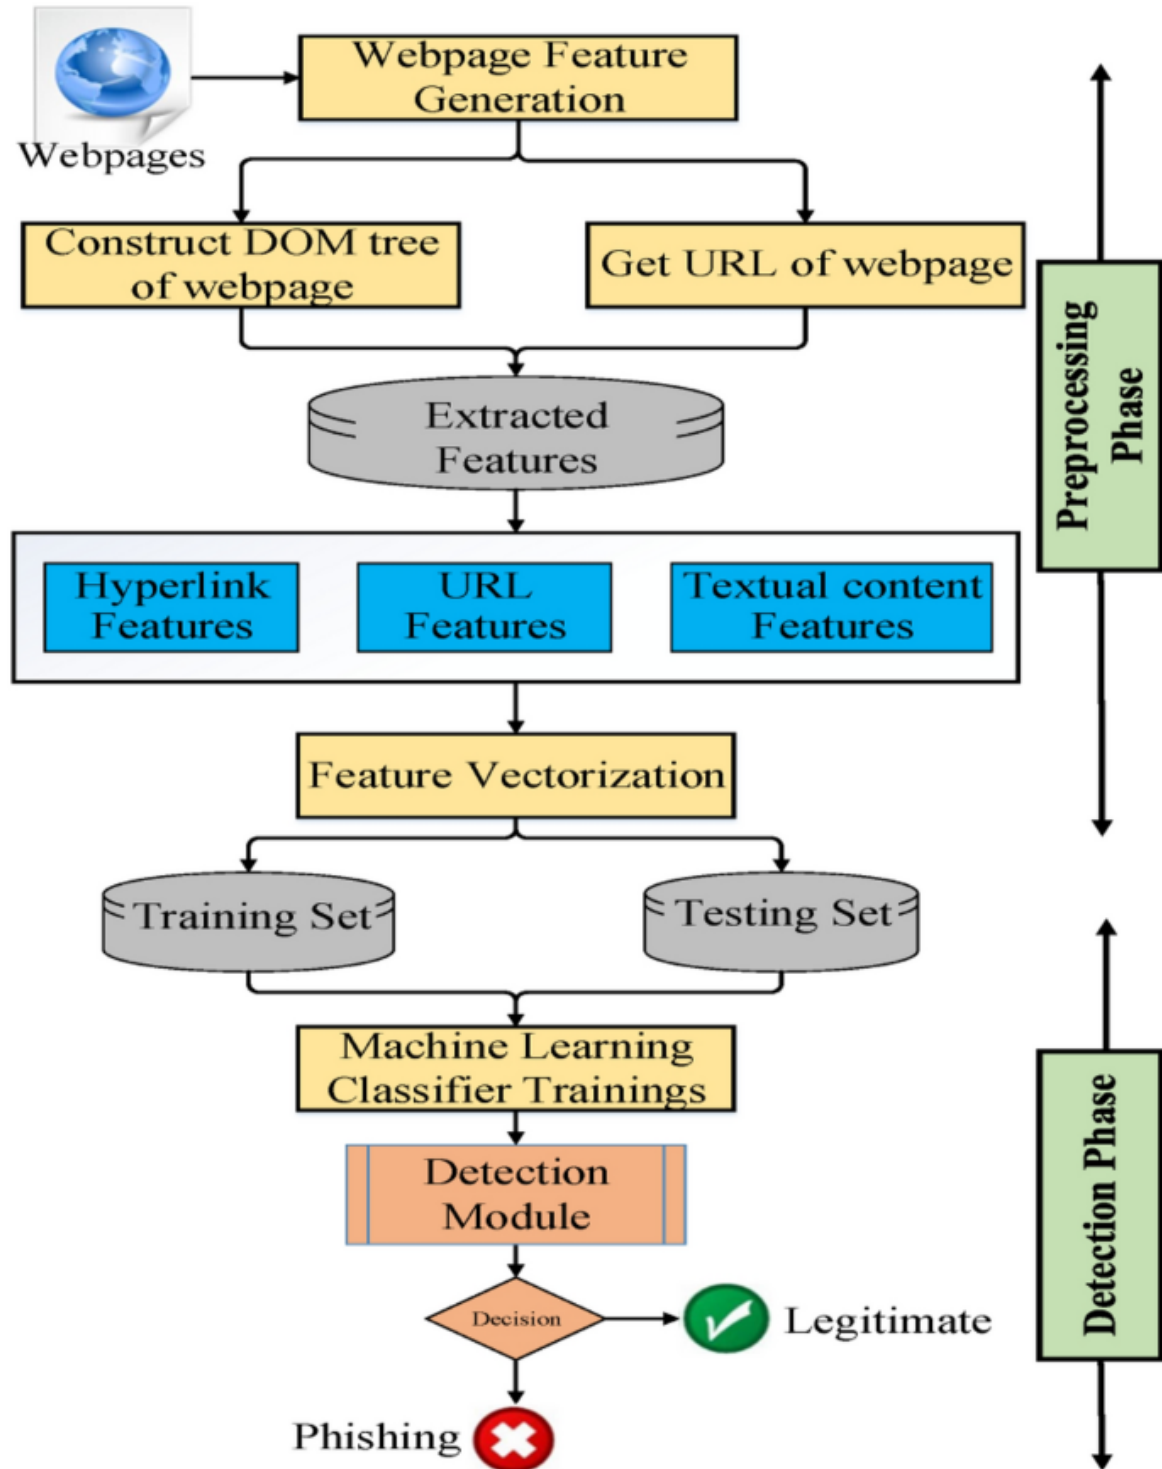 Webpage Feature
Generation
Webpages
Construct DOM tree
of webpage
Get URL of webpage
Extracted
Features
Hyperlink
Features
URL
Features
Textual content
Features
Feature Vectorization
Training Set
Testing Set
Machine Learning
Classifier Trainings
Detection
Module
Decision
Legitimate
Phishing
Preprocessing
Phase
Detection Phase